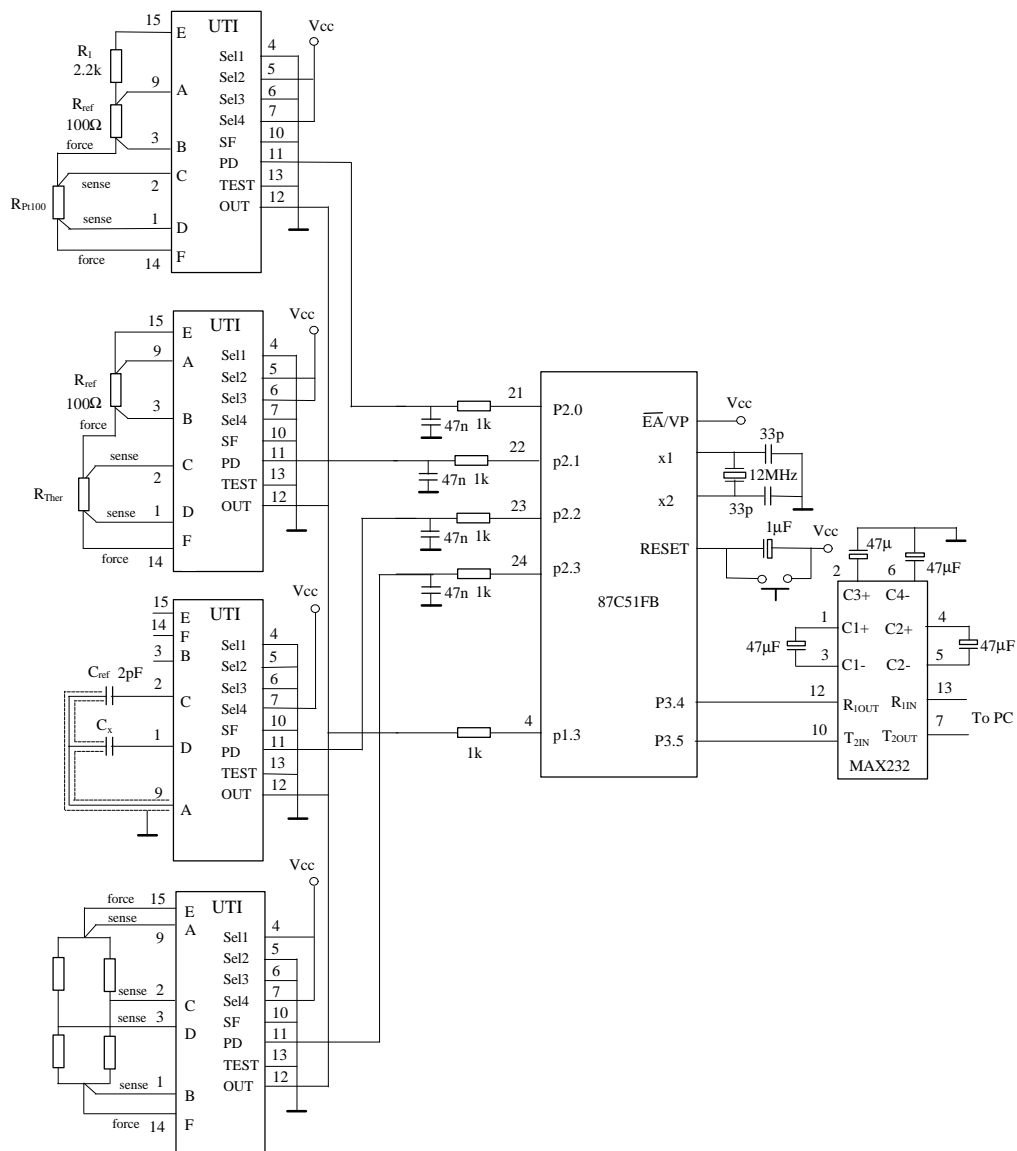 15
UTI
Vcc
E
4
R1
2.2k
Sel1
5
Sel2
9
A
6
Sel3
7
Sel4
Rref
100Ω
3
B
SF
10
force
PD
11
C
13
sense
2
TEST
12
OUT
RPt100
sense
1
D
force
14
F
15
UTI
Vcc
E
4
9
A
Sel1
5
Sel2
6
Rref
100Ω
Sel3
7
Sel4
3
B
10
SF
force
PD
11
sense
C
13
2
TEST
12
RTher
OUT
sense
1
D
force
14
F
15
UTI
Vcc
E
14
F
4
Sel1
3
B
5
Sel2
Cref 2pF
6
2
Sel3
C
7
Sel4
Cx
10
SF
1
D
PD
11
13
TEST
12
9
OUT
A
force
15
UTI
Vcc
E
sense
A
4
9
Sel1
5
Sel2
6
Sel3
sense
2
C
7
Sel4
sense
3
10
SF
D
PD
11
13
TEST
12
sense
1
OUT
B
force
14
F
21
P2.0
47n
1k
22
p2.1
47n
1k
23
p2.2
47n
1k
24
p2.3
47n
1k
4
p1.3
1k
EA/VP
Vcc
33p
x1
12MHz
x2
33p
1µF
Vcc
RESET
87C51FB
P3.4
P3.5
47µ
47µF
2
6
C3+
C4-
1
C1+
C2+
4
47µF
47µF
3
C1-
C2-
5
12
R1OUT
R1IN
13
10
T2IN
T2OUT
7
To PC
MAX232